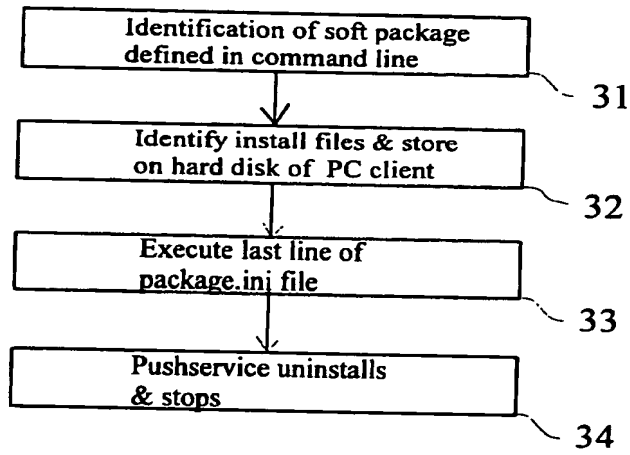 Identification of soft package
defined in command line
31
Identify install files & store
on hard disk of PC client
32
Execute last line of
package.ini file
33
Pushservice uninstalls
& stops
34